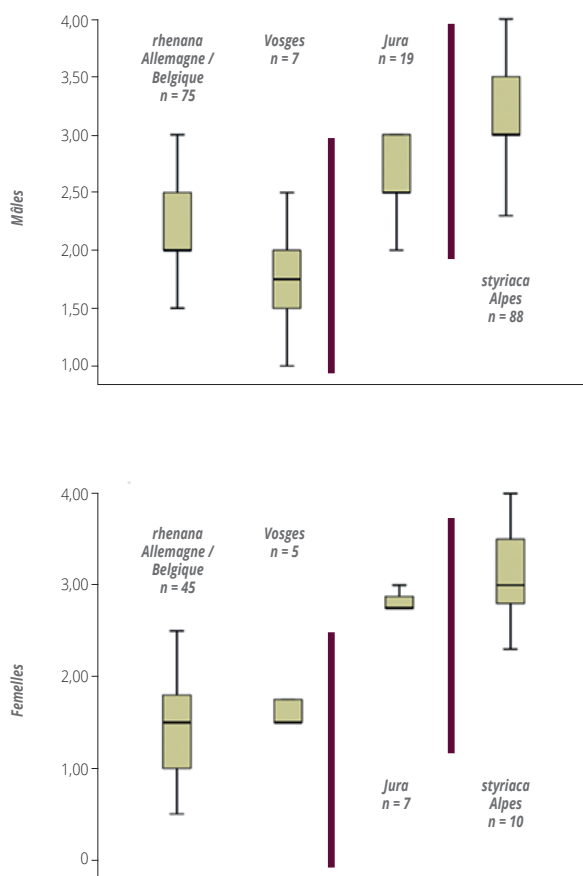 4,00
rhenana
Allemagne /
Belgique
n = 75
Vosges
n = 7
Jura
n = 19
3,50
3,00
2,50
Mâles
2,00
1,50
1,00
styriaca
Alpes
n = 88
4,00
rhenana
Allemagne /
Belgique
n = 45
Vosges
n = 5
3,00
2,00
Femelles
1,00
0
Jura
n = 7
styriaca
Alpes
n = 10